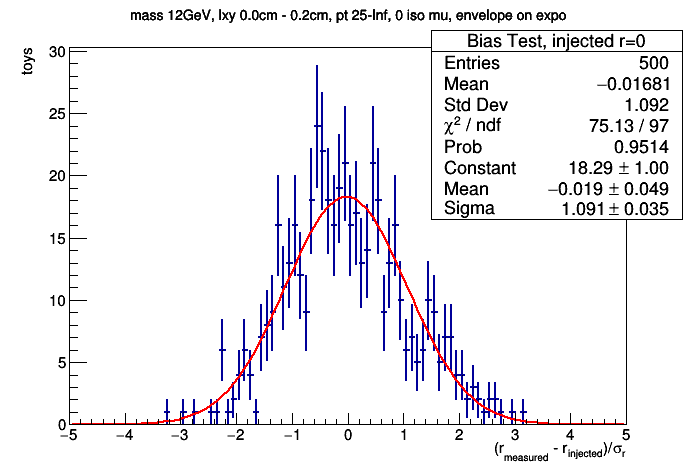 mass 12GeV, lxy 0.0cm - 0.2cm, pt 25-Inf, 0 iso mu, envelope on expo
toys
Bias Test, injected r=0
Entries 500
Mean −0.01681
Std Dev 1.092
χ² / ndf 75.13 / 97
Prob 0.9514
Constant 18.29 ± 1.00
Mean −0.019 ± 0.049
Sigma 1.091 ± 0.035
30
25
20
15
10
5
0
−5 −4 −3 −2 −1 0 1 2 3 4 5
(r_measured - r_injected)/σ_r